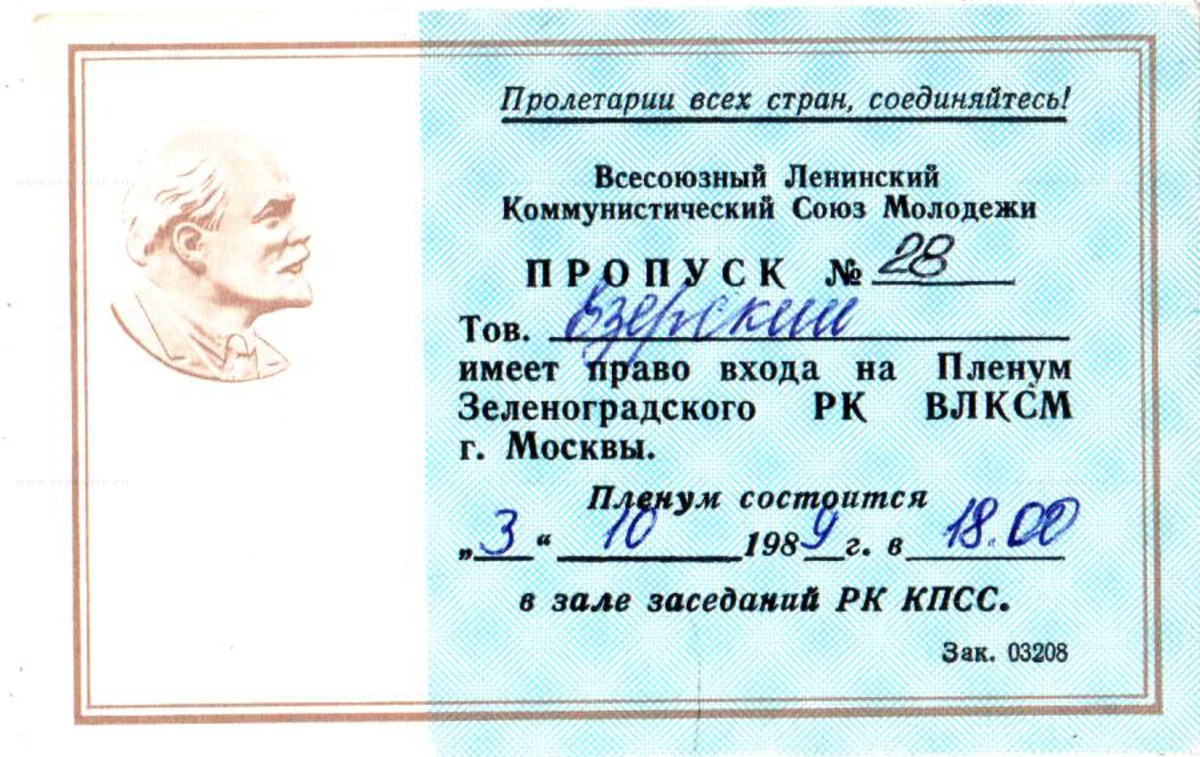 Пролетарии всех стран, соединяйтесь!
Всесоюзный Ленинский
Коммунистический Союз Молодежи
ПРОПУСК № 28
Тов.
имеет право входа на Пленум
Зеленоградского РК ВЛКСМ
г. Москвы.
Пленум состоится
„3“ 10 1989 г. в 18.00
в зале заседаний РК КПСС.
Зак. 03208